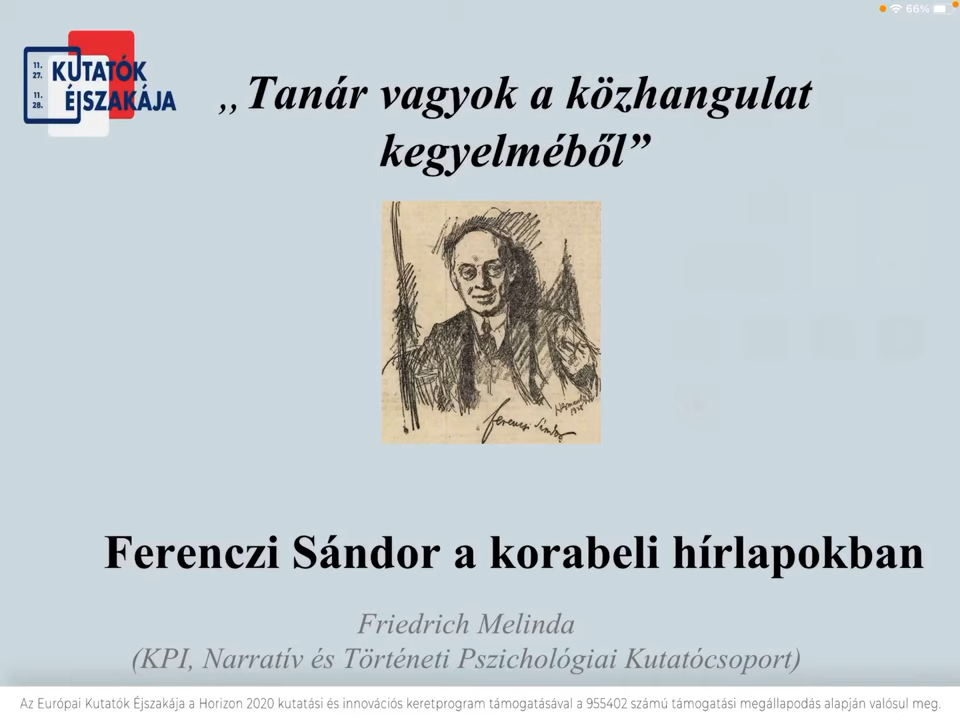 66%
11.
27.
11.
28.
KUTATÓK
ÉJSZAKÁJA
,,Tanár vagyok a közhangulat
kegyelméből”
Ferenczi Sándor
Ferenczi Sándor a korabeli hírlapokban
Friedrich Melinda
(KPI, Narratív és Történeti Pszichológiai Kutatócsoport)
Az Európai Kutatók Éjszakája a Horizon 2020 kutatási és innovációs keretprogram támogatásával a 955402 számú támogatási megállapodás alapján valósul meg.